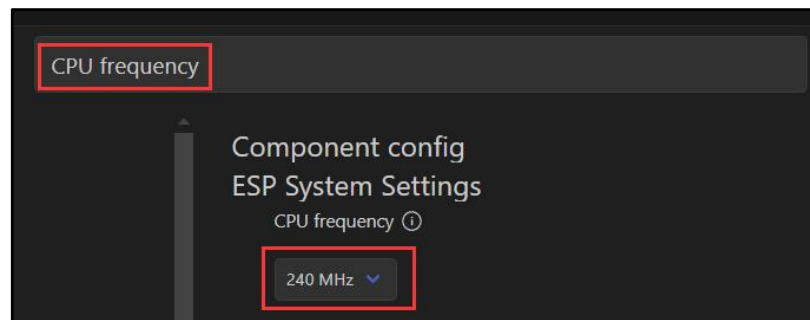 CPU frequency
Component config
ESP System Settings
CPU frequency
240 MHz